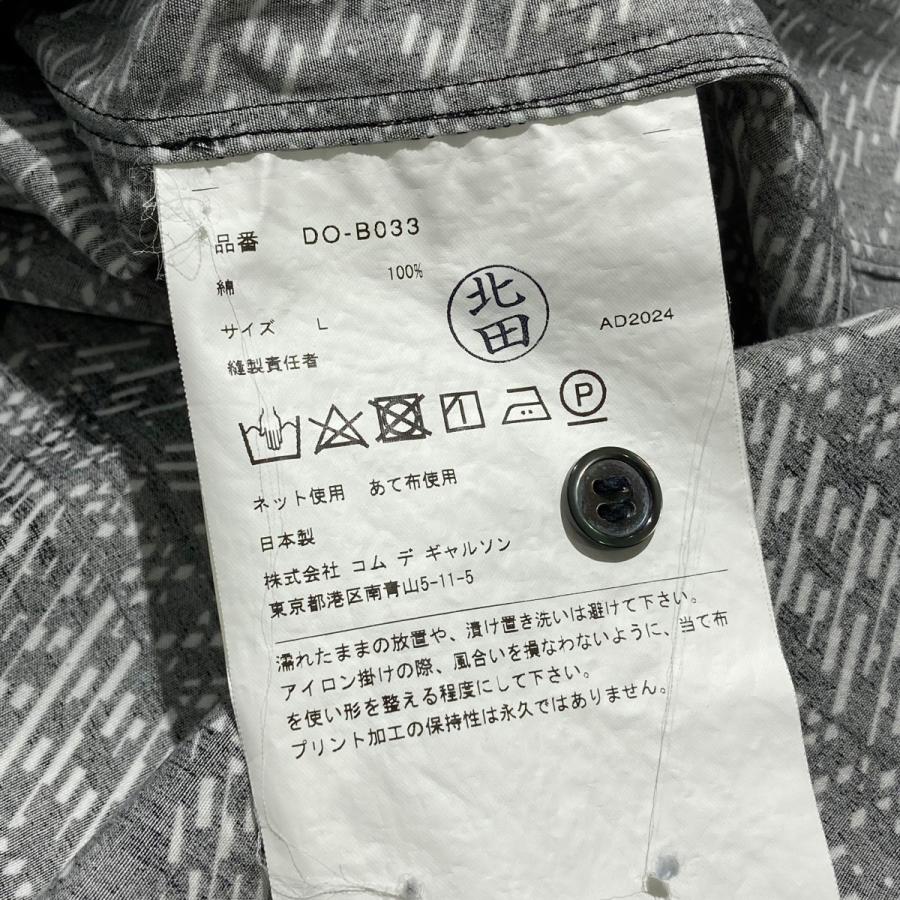 品番 DO-B033
綿 100%
サイズ L
縫製責任者
北田
AD2024
P
ネット使用 あて布使用
日本製
株式会社 コム デ ギャルソン
東京都港区南青山5-11-5
濡れたままの放置や、漬け置き洗いは避けて下さい。
アイロン掛けの際、風合いを損なわないように、当て布
を使い形を整える程度にして下さい。
プリント加工の保持性は永久ではありません。